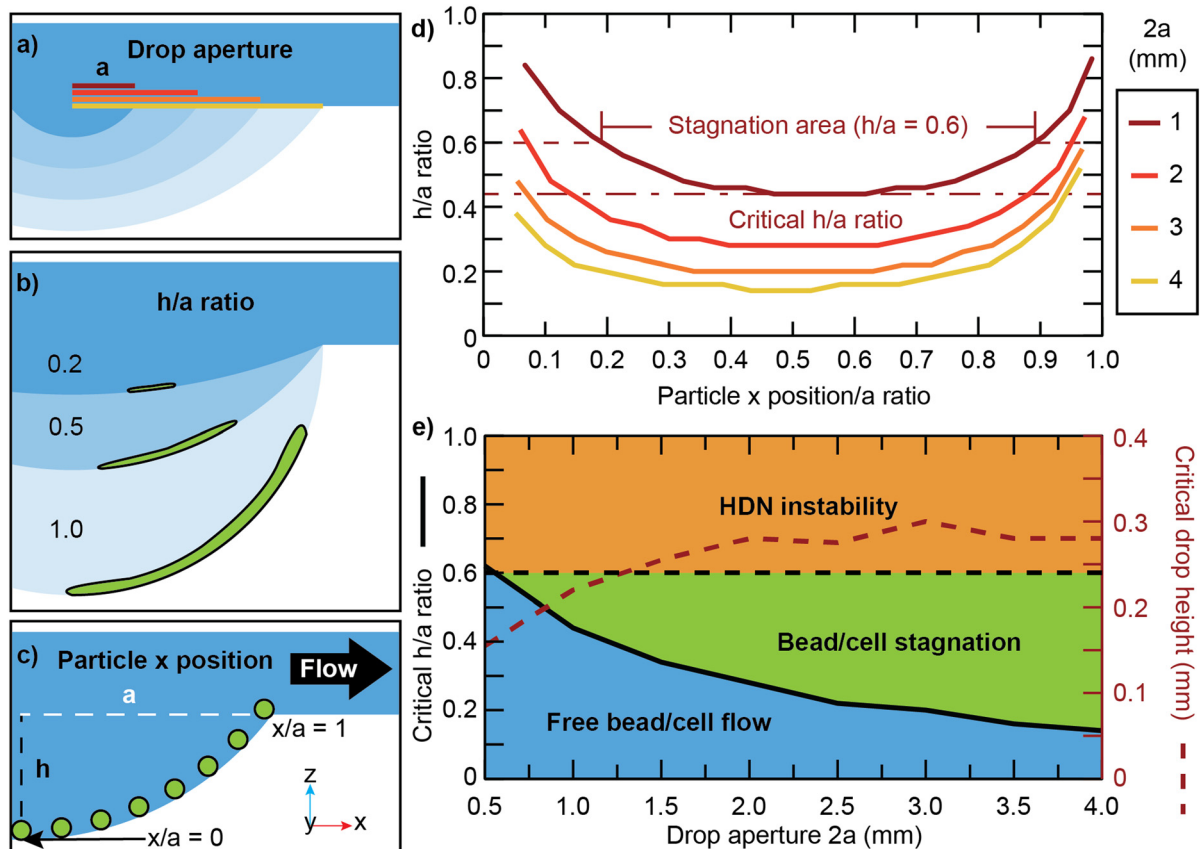 a)
Drop aperture
a
b)
h/a ratio
0.2
0.5
1.0
c)
Particle x position
Flow
a
x/a = 1
h
z
y
x
x/a = 0
d)
1.0
0.8
0.6
0.4
0.2
0
h/a ratio
Stagnation area (h/a = 0.6)
Critical h/a ratio
0
0.1
0.2
0.3
0.4
0.5
0.6
0.7
0.8
0.9
1.0
Particle x position/a ratio
2a
(mm)
1
2
3
4
e)
1.0
0.8
0.6
0.4
0.2
0
Critical h/a ratio
HDN instability
Bead/cell stagnation
Free bead/cell flow
0.4
0.3
0.2
0.1
0
Critical drop height (mm)
0.5
1.0
1.5
2.0
2.5
3.0
3.5
4.0
Drop aperture 2a (mm)